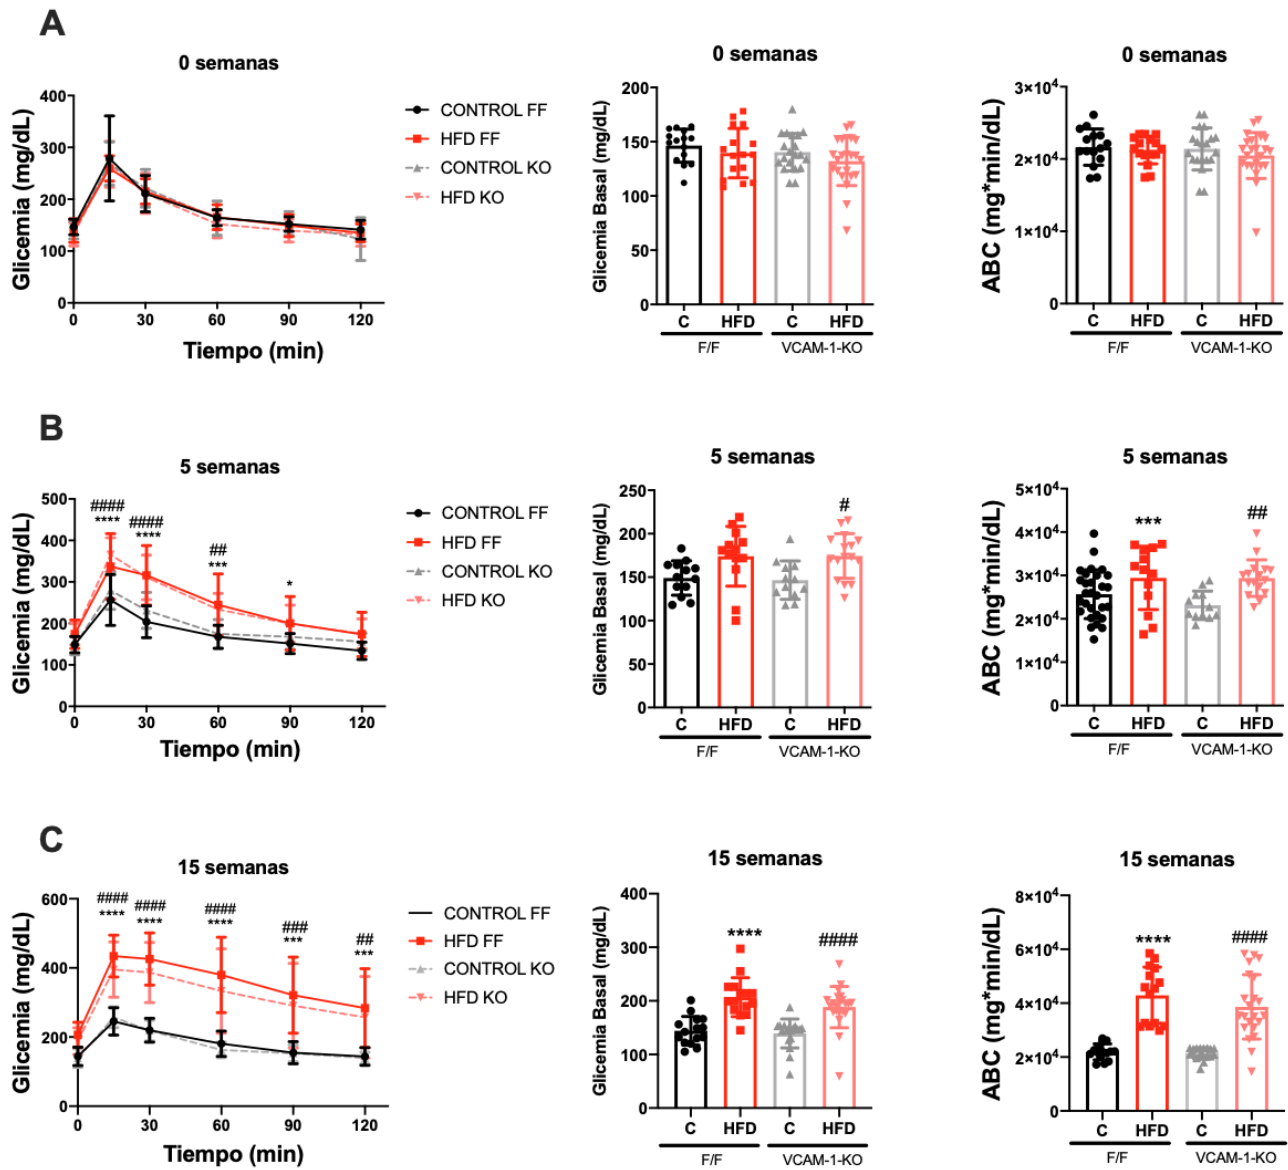 A
0 semanas
Glicemia (mg/dL)
400
300
200
100
0
0 30 60 90 120
Tiempo (min)
CONTROL FF
HFD FF
CONTROL KO
HFD KO
0 semanas
Glicemia Basal (mg/dL)
200
150
100
50
0
C HFD C HFD
F/F VCAM-1-KO
0 semanas
ABC (mg*min/dL)
3×10⁴
2×10⁴
1×10⁴
0
C HFD C HFD
F/F VCAM-1-KO
B
5 semanas
Glicemia (mg/dL)
500
400
300
200
100
0
#### #### ##
**** **** *** *
0 30 60 90 120
Tiempo (min)
CONTROL FF
HFD FF
CONTROL KO
HFD KO
5 semanas
Glicemia Basal (mg/dL)
250
200
150
100
50
0
#
C HFD C HFD
F/F VCAM-1-KO
5 semanas
ABC (mg*min/dL)
5×10⁴
4×10⁴
3×10⁴
2×10⁴
1×10⁴
0
*** ##
C HFD C HFD
F/F VCAM-1-KO
C
15 semanas
Glicemia (mg/dL)
600
400
200
0
#### #### #### ### ##
**** **** **** *** ***
0 30 60 90 120
Tiempo (min)
CONTROL FF
HFD FF
CONTROL KO
HFD KO
15 semanas
Glicemia Basal (mg/dL)
400
300
200
100
0
**** ####
C HFD C HFD
F/F VCAM-1-KO
15 semanas
ABC (mg*min/dL)
8×10⁴
6×10⁴
4×10⁴
2×10⁴
0
**** ####
C HFD C HFD
F/F VCAM-1-KO